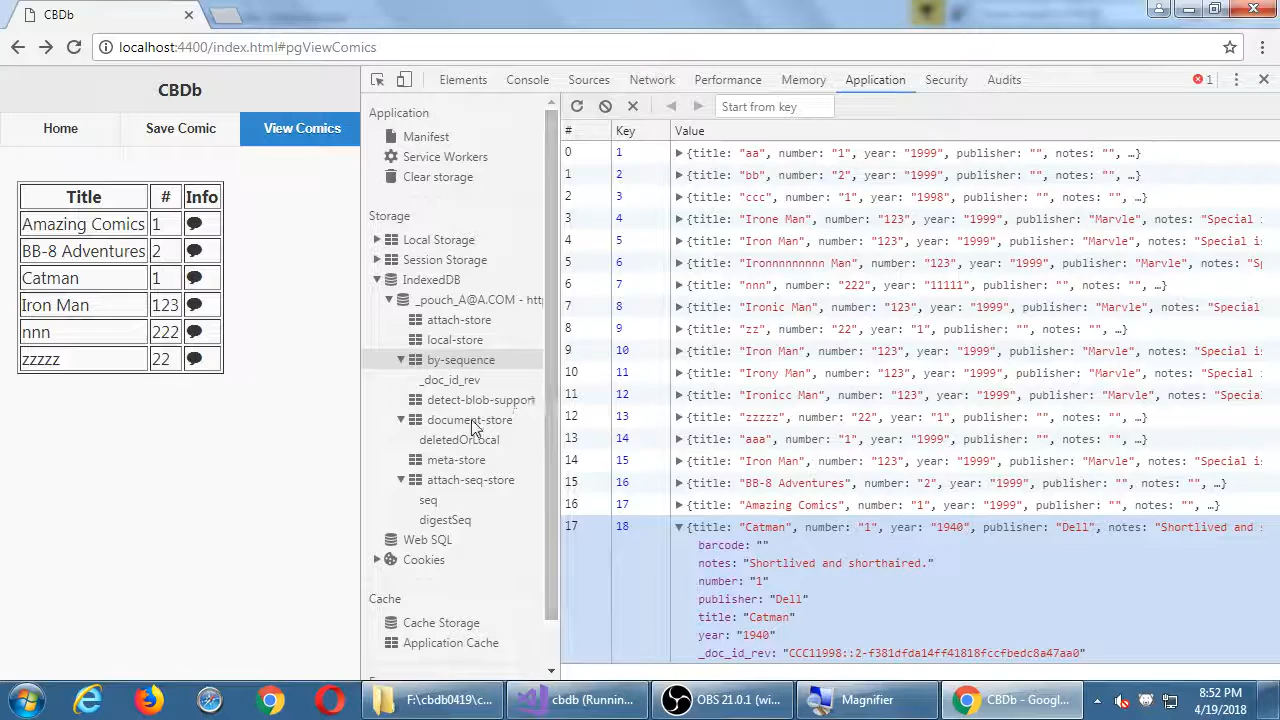 CBDb
localhost:4400/index.html#pgViewComics
CBDb
Home Save Comic View Comics
Title # Info
Amazing Comics 1
BB-8 Adventures 2
Catman 1
Iron Man 123
nnn 222
zzzzz 22
Elements Console Sources Network Performance Memory Application Security Audits 1
Application
Manifest
Service Workers
Clear storage
Storage
Local Storage
Session Storage
IndexedDB
_pouch_A@A.COM - htt
attach-store
local-store
by-sequence
_doc_id_rev
detect-blob-support
document-store
deletedOrLocal
meta-store
attach-seq-store
seq
digestSeq
Web SQL
Cookies
Cache
Cache Storage
Application Cache
Start from key
# Key Value
0 1 {title: "aa", number: "1", year: "1999", publisher: "", notes: "", …}
1 2 {title: "bb", number: "2", year: "1999", publisher: "", notes: "", …}
2 3 {title: "ccc", number: "1", year: "1998", publisher: "", notes: "", …}
3 4 {title: "Irone Man", number: "123", year: "1999", publisher: "Marvle", notes: "Special i
4 5 {title: "Iron Man", number: "123", year: "1999", publisher: "Marvle", notes: "Special is
5 6 {title: "Ironnnnnnnnn Man", number: "123", year: "1999", publisher: "Marvle", notes: "Sp
6 7 {title: "nnn", number: "222", year: "11111", publisher: "", notes: "", …}
7 8 {title: "Ironic Man", number: "123", year: "1999", publisher: "Marvle", notes: "Special
8 9 {title: "zz", number: "22", year: "1", publisher: "", notes: "", …}
9 10 {title: "Iron Man", number: "123", year: "1999", publisher: "Marvle", notes: "Special is
10 11 {title: "Irony Man", number: "123", year: "1999", publisher: "Marvle", notes: "Special i
11 12 {title: "Ironicc Man", number: "123", year: "1999", publisher: "Marvle", notes: "Special
12 13 {title: "zzzzz", number: "22", year: "1", publisher: "", notes: "", …}
13 14 {title: "aaa", number: "1", year: "1999", publisher: "", notes: "", …}
14 15 {title: "Iron Man", number: "123", year: "1999", publisher: "Marvle", notes: "Special is
15 16 {title: "BB-8 Adventures", number: "2", year: "1999", publisher: "", notes: "", …}
16 17 {title: "Amazing Comics", number: "1", year: "1999", publisher: "", notes: "", …}
17 18 {title: "Catman", number: "1", year: "1940", publisher: "Dell", notes: "Shortlived and s
barcode: ""
notes: "Shortlived and shorthaired."
number: "1"
publisher: "Dell"
title: "Catman"
year: "1940"
_doc_id_rev: "CCC11998::2-f381dfda14ff41818fccfbedc8a47aa0"
F:\cbdb0419\c... cbdb (Runnin... OBS 21.0.1 (wi... Magnifier CBDb - Googl...
8:52 PM
4/19/2018